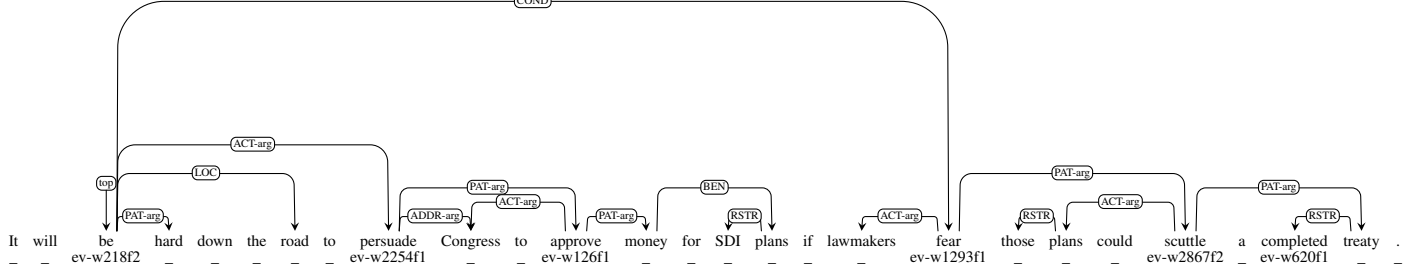 COND
ACT-arg
top
LOC
PAT-arg
PAT-arg
ADDR-arg
ACT-arg
PAT-arg
BEN
RSTR
ACT-arg
PAT-arg
RSTR
ACT-arg
PAT-arg
RSTR
It will be hard down the road to persuade Congress to approve money for SDI plans if lawmakers fear those plans could scuttle a completed treaty .
_ _ ev-w218f2 _ _ _ _ _ ev-w2254f1 _ _ ev-w126f1 _ _ _ _ _ _ ev-w1293f1 _ _ _ ev-w2867f2 _ ev-w620f1 _ _